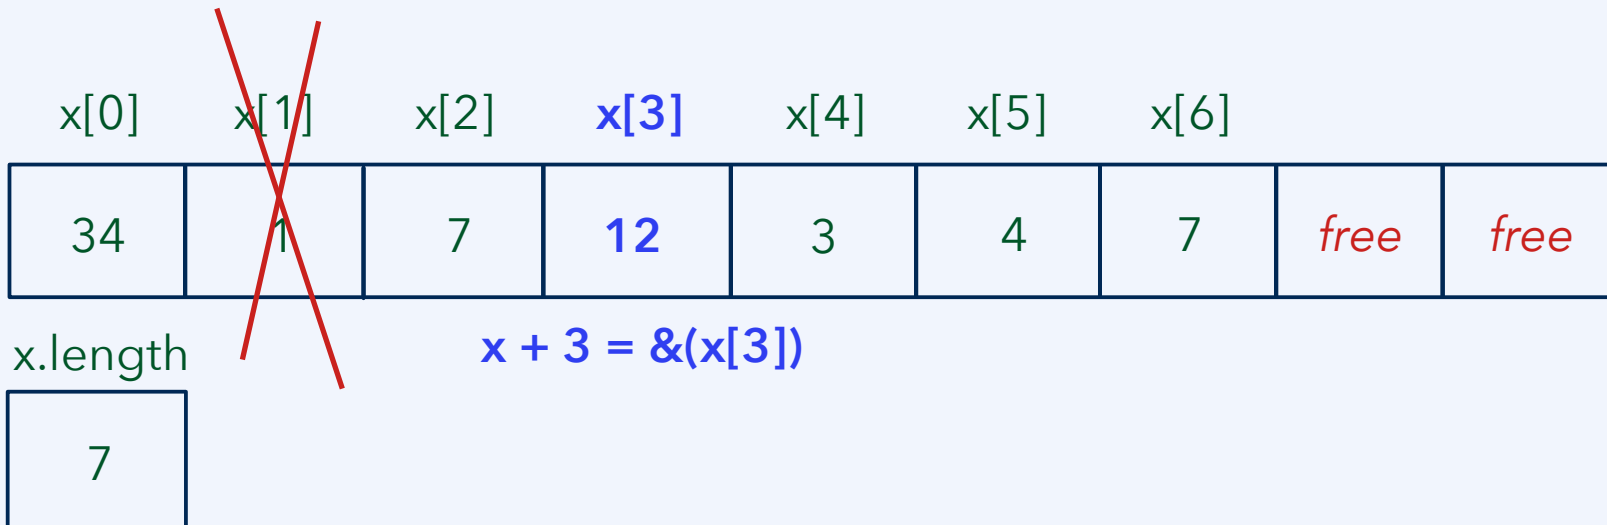 x[0] x[1] x[2] x[3] x[4] x[5] x[6]
34 1 7 12 3 4 7 free free
x.length x + 3 = &(x[3])
7